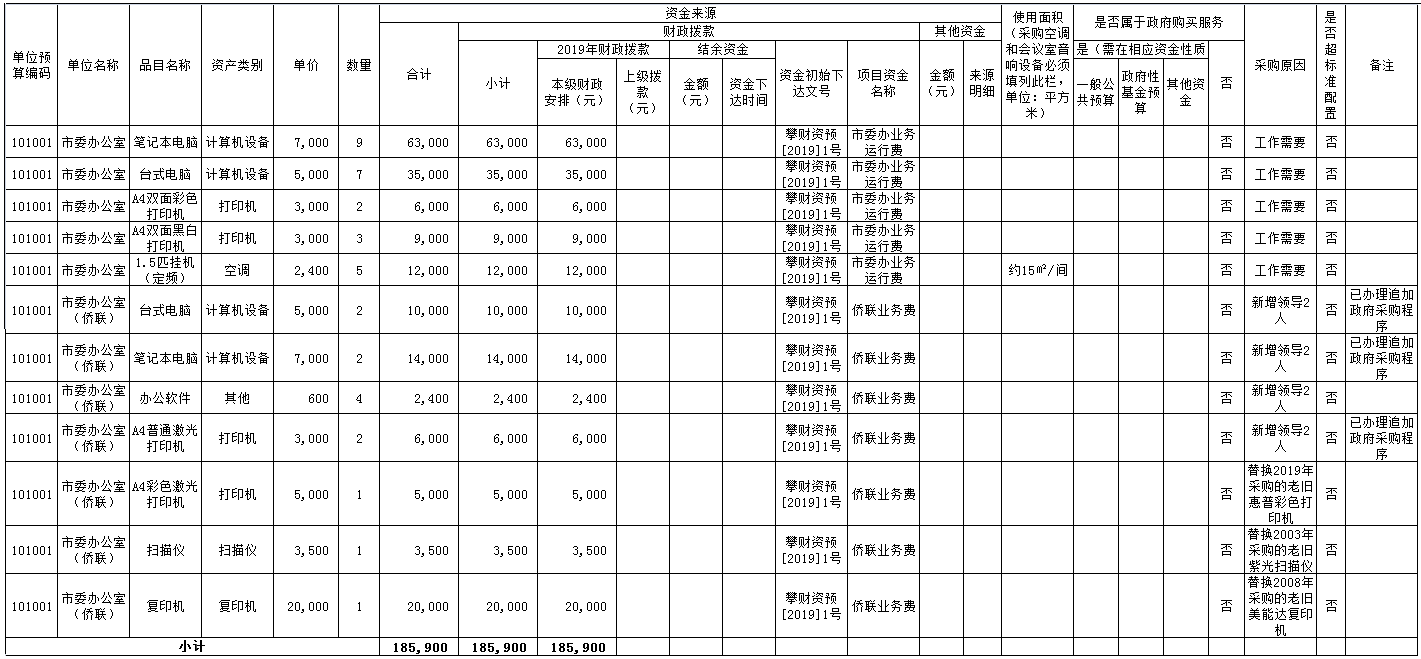 单位预算编码 单位名称 品目名称 资产类别 单价 数量 资金来源 使用面积（采购空调和会议室音响设备必须填列此栏，单位：平方米） 是否属于政府购买服务 采购原因 是否超标准配置 备注
合计 财政拨款 其他资金
小计 2019年财政拨款 结余资金 资金初始下达文号 项目资金名称 金额（元） 来源明细 是（需在相应资金性质 否
本级财政安排（元） 上级拨款（元） 金额（元） 资金下达时间 一般公共预算 政府性基金预算 其他资金
101001 市委办公室 笔记本电脑 计算机设备 7,000 9 63,000 63,000 63,000 攀财资预[2019]1号 市委办业务运行费 否 工作需要 否
101001 市委办公室 台式电脑 计算机设备 5,000 7 35,000 35,000 35,000 攀财资预[2019]1号 市委办业务运行费 否 工作需要 否
101001 市委办公室 A4双面彩色打印机 打印机 3,000 2 6,000 6,000 6,000 攀财资预[2019]1号 市委办业务运行费 否 工作需要 否
101001 市委办公室 A4双面黑白打印机 打印机 3,000 3 9,000 9,000 9,000 攀财资预[2019]1号 市委办业务运行费 否 工作需要 否
101001 市委办公室 1.5匹挂机（定频） 空调 2,400 5 12,000 12,000 12,000 攀财资预[2019]1号 市委办业务运行费 约15㎡/间 否 工作需要 否
101001 市委办公室（侨联） 台式电脑 计算机设备 5,000 2 10,000 10,000 10,000 攀财资预[2019]1号 侨联业务费 否 新增领导2人 否 已办理追加政府采购程序
101001 市委办公室（侨联） 笔记本电脑 计算机设备 7,000 2 14,000 14,000 14,000 攀财资预[2019]1号 侨联业务费 否 新增领导2人 否 已办理追加政府采购程序
101001 市委办公室（侨联） 办公软件 其他 600 4 2,400 2,400 2,400 攀财资预[2019]1号 侨联业务费 否 新增领导2人 否
101001 市委办公室（侨联） A4普通激光打印机 打印机 3,000 2 6,000 6,000 6,000 攀财资预[2019]1号 侨联业务费 否 新增领导2人 否 已办理追加政府采购程序
101001 市委办公室（侨联） A4彩色激光打印机 打印机 5,000 1 5,000 5,000 5,000 攀财资预[2019]1号 侨联业务费 否 替换2019年采购的老旧惠普彩色打印机 否
101001 市委办公室（侨联） 扫描仪 扫描仪 3,500 1 3,500 3,500 3,500 攀财资预[2019]1号 侨联业务费 否 替换2003年采购的老旧紫光扫描仪 否
101001 市委办公室（侨联） 复印机 复印机 20,000 1 20,000 20,000 20,000 攀财资预[2019]1号 侨联业务费 否 替换2008年采购的老旧美能达复印机 否
小计 185,900 185,900 185,900